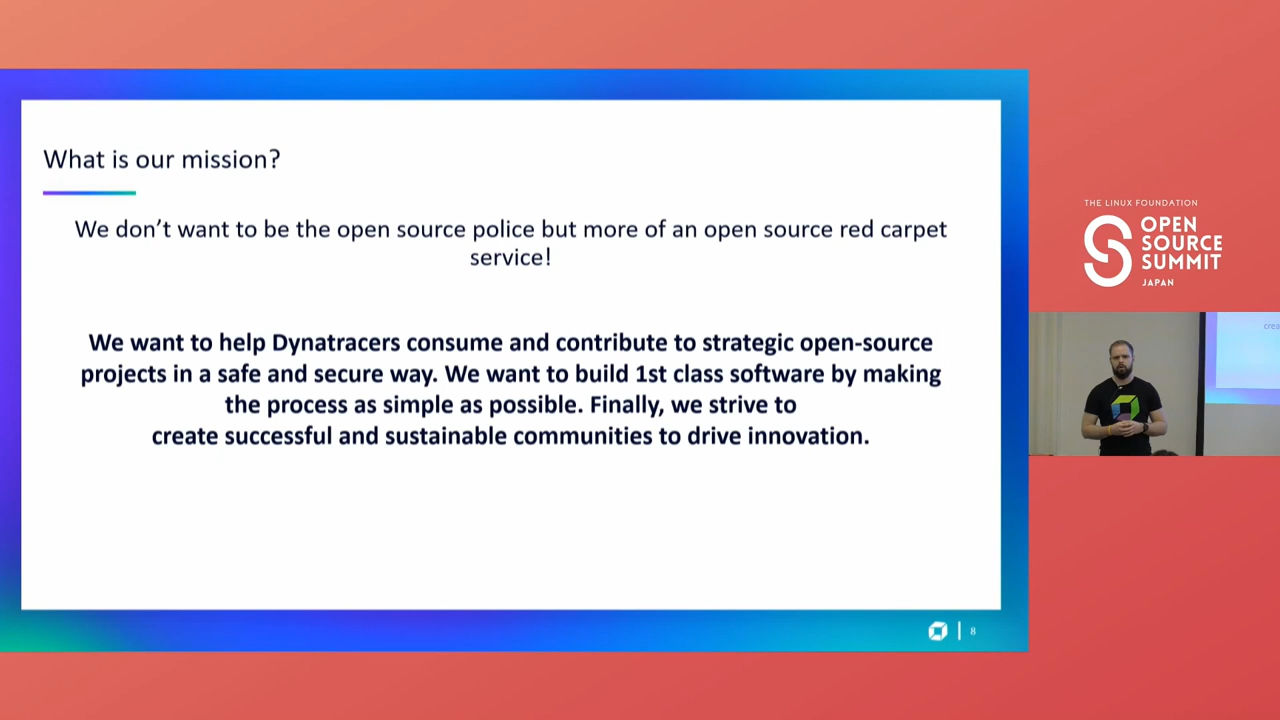 What is our mission?
We don’t want to be the open source police but more of an open source red carpet
service!
We want to help Dynatracers consume and contribute to strategic open-source
projects in a safe and secure way. We want to build 1st class software by making
the process as simple as possible. Finally, we strive to
create successful and sustainable communities to drive innovation.
8
THE LINUX FOUNDATION
OPEN
SOURCE
SUMMIT
JAPAN
crea